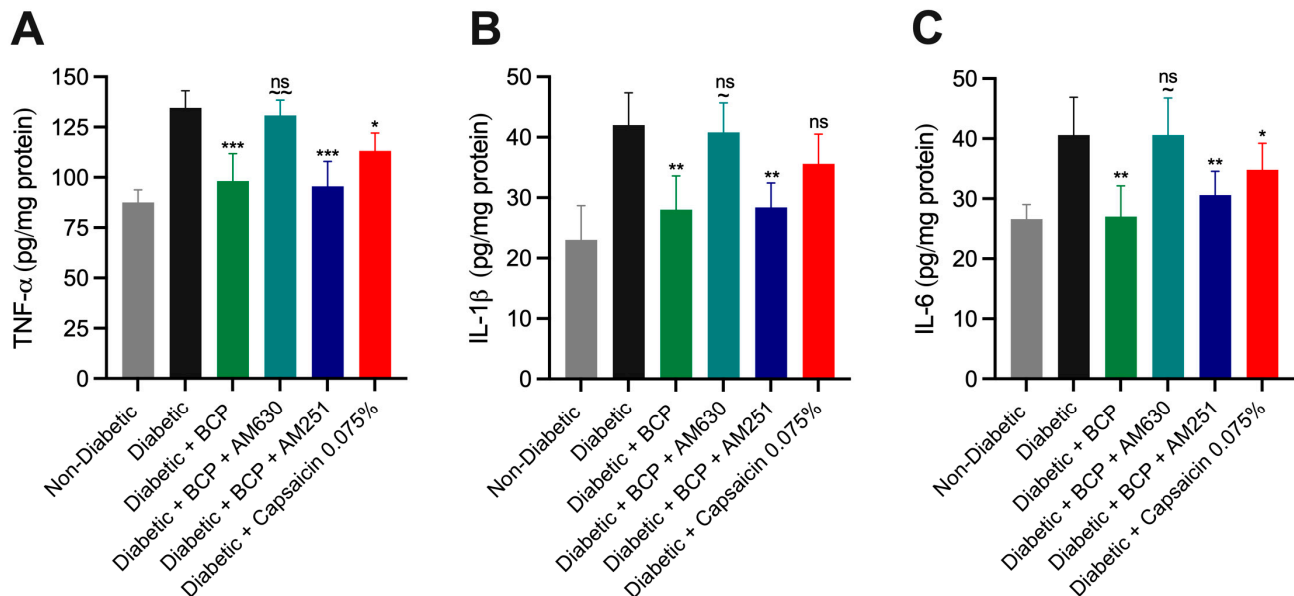 A
TNF-α (pg/mg protein)
150
125
100
75
50
25
0
***
ns
~~
***
*
Non-Diabetic
Diabetic
Diabetic + BCP
Diabetic + BCP + AM630
Diabetic + BCP + AM251
Diabetic + Capsaicin 0.075%
B
IL-1β (pg/mg protein)
50
40
30
20
10
0
**
ns
~
**
ns
Non-Diabetic
Diabetic
Diabetic + BCP
Diabetic + BCP + AM630
Diabetic + BCP + AM251
Diabetic + Capsaicin 0.075%
C
IL-6 (pg/mg protein)
50
40
30
20
10
0
**
ns
~
**
*
Non-Diabetic
Diabetic
Diabetic + BCP
Diabetic + BCP + AM630
Diabetic + BCP + AM251
Diabetic + Capsaicin 0.075%